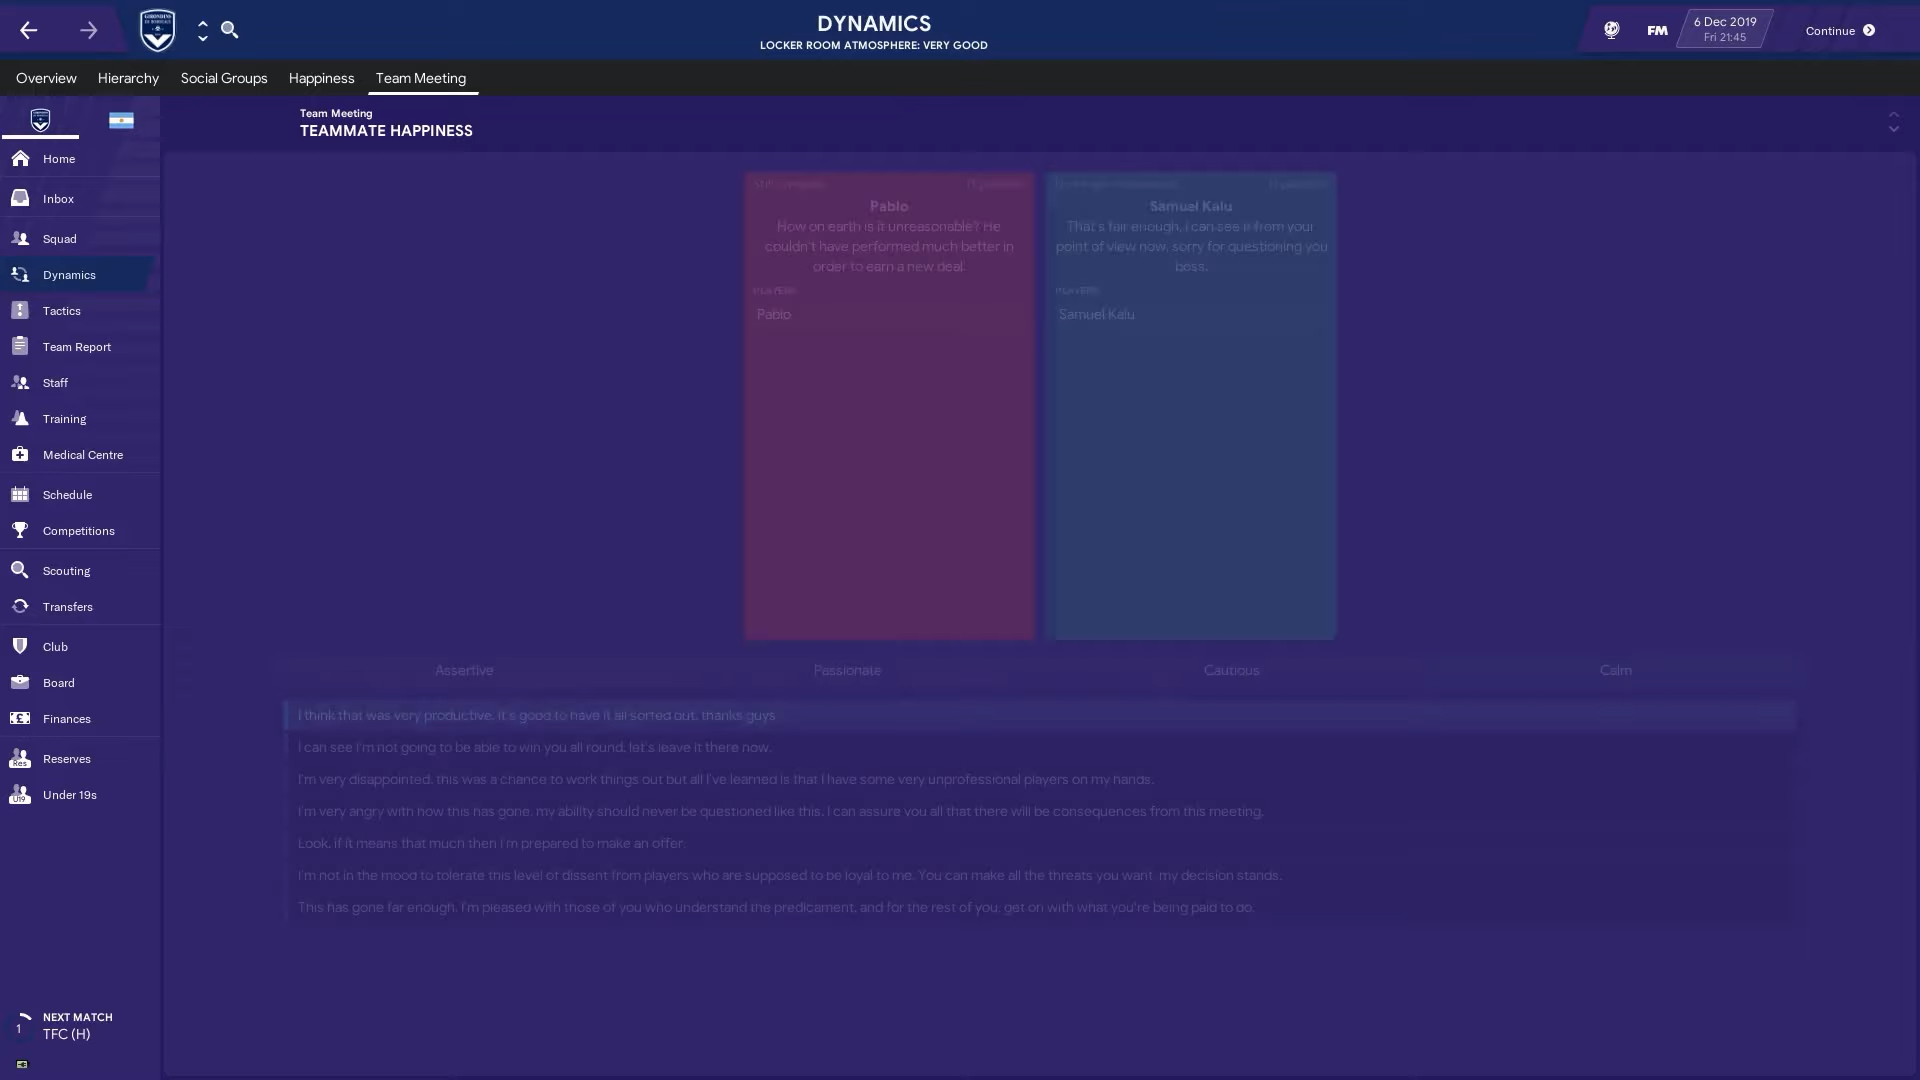 GIRONDINS
DYNAMICS
LOCKER ROOM ATMOSPHERE: VERY GOOD
FM
6 Dec 2019
Fri 21:45
Continue
Overview
Hierarchy
Social Groups
Happiness
Team Meeting
Team Meeting
TEAMMATE HAPPINESS
Home
Inbox
Squad
Dynamics
Tactics
Team Report
Staff
Training
Medical Centre
Schedule
Competitions
Scouting
Transfers
Club
Board
Finances
Res
Reserves
U19
Under 19s
1
NEXT MATCH
TFC (H)
Pablo
How on earth is it unreasonable? He
couldn't have performed much better in
order to earn a new deal.
PLAYERS
Pablo
Samuel Kalu
That's fair enough, I can see it from your
point of view now, sorry for questioning you
boss.
PLAYERS
Samuel Kalu
Assertive
Passionate
Cautious
Calm
I think that was very productive, it's good to have it all sorted out, thanks guys
I can see I'm not going to be able to win you all round, let's leave it there now.
I'm very disappointed, this was a chance to work things out but all I've learned is that I have some very unprofessional players on my hands.
I'm very angry with how this has gone, my ability should never be questioned like this, I can assure you all that there will be consequences from this meeting.
Look, if it means that much then I'm prepared to make an offer.
I'm not in the mood to tolerate this level of dissent from players who are supposed to be loyal to me. You can make all the threats you want, my decision stands.
This has gone far enough. I'm pleased with those of you who understand the predicament, and for the rest of you, get on with what you're being paid to do.